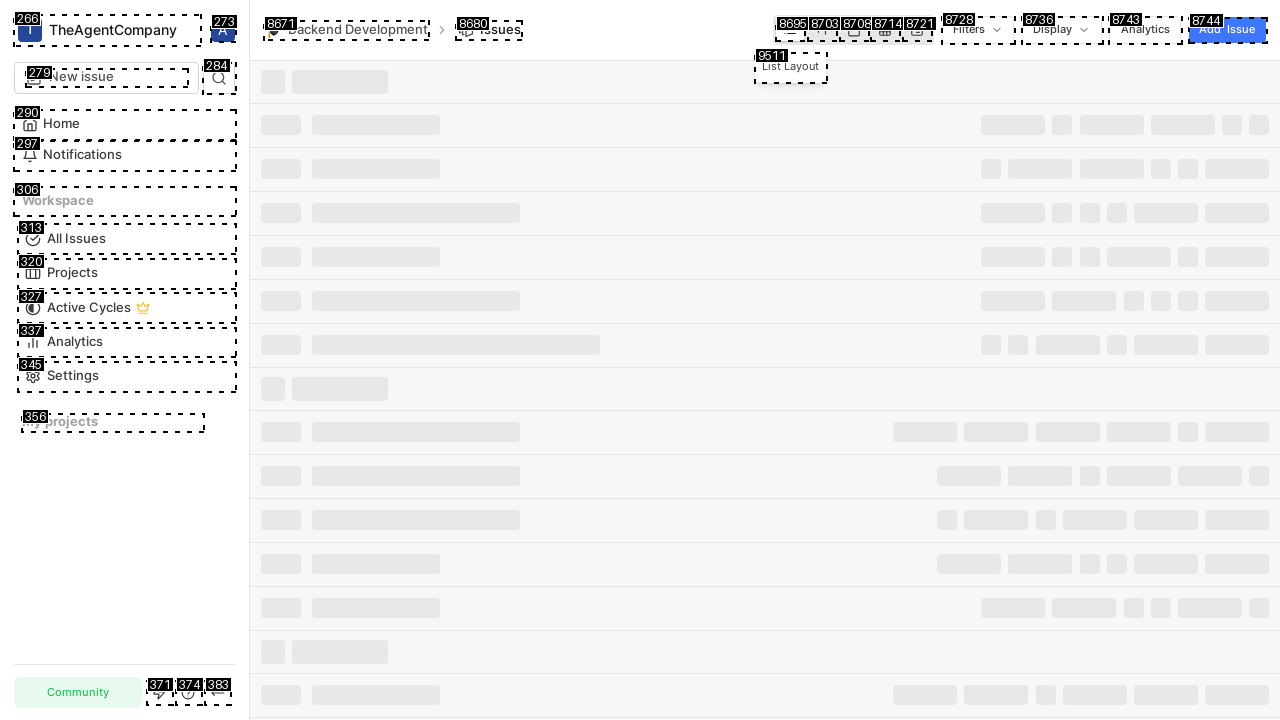 266
TheAgentCompany
273
A
8671
Backend Development
8680
Issues
8695
8703
8708
8714
8721
8728
Filters
8736
Display
8743
Analytics
8744
Add Issue
279
New issue
284
9511
List Layout
290
Home
297
Notifications
306
Workspace
313
All Issues
320
Projects
327
Active Cycles
337
Analytics
345
Settings
356
My projects
Community
371
374
383